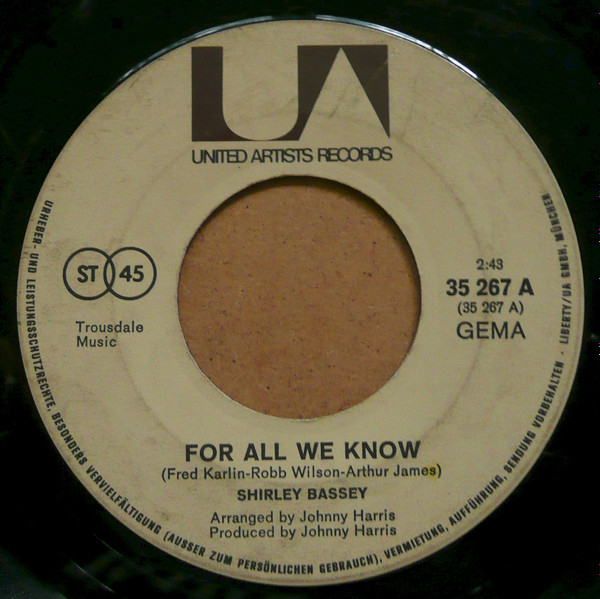 UA
UNITED ARTISTS RECORDS
ST 45
Trousdale
Music
2:43
35 267 A
(35 267 A)
GEMA
FOR ALL WE KNOW
(Fred Karlin-Robb Wilson-Arthur James)
SHIRLEY BASSEY
Arranged by Johnny Harris
Produced by Johnny Harris
URHEBER- UND LEISTUNGSSCHUTZRECHTE, BESONDERS VERVIELFÄLTIGUNG (AUSSER ZUM PERSÖNLICHEN GEBRAUCH), VERMIETUNG, AUFFÜHRUNG, SENDUNG VORBEHALTEN · LIBERTY/UA GMBH, MÜNCHEN